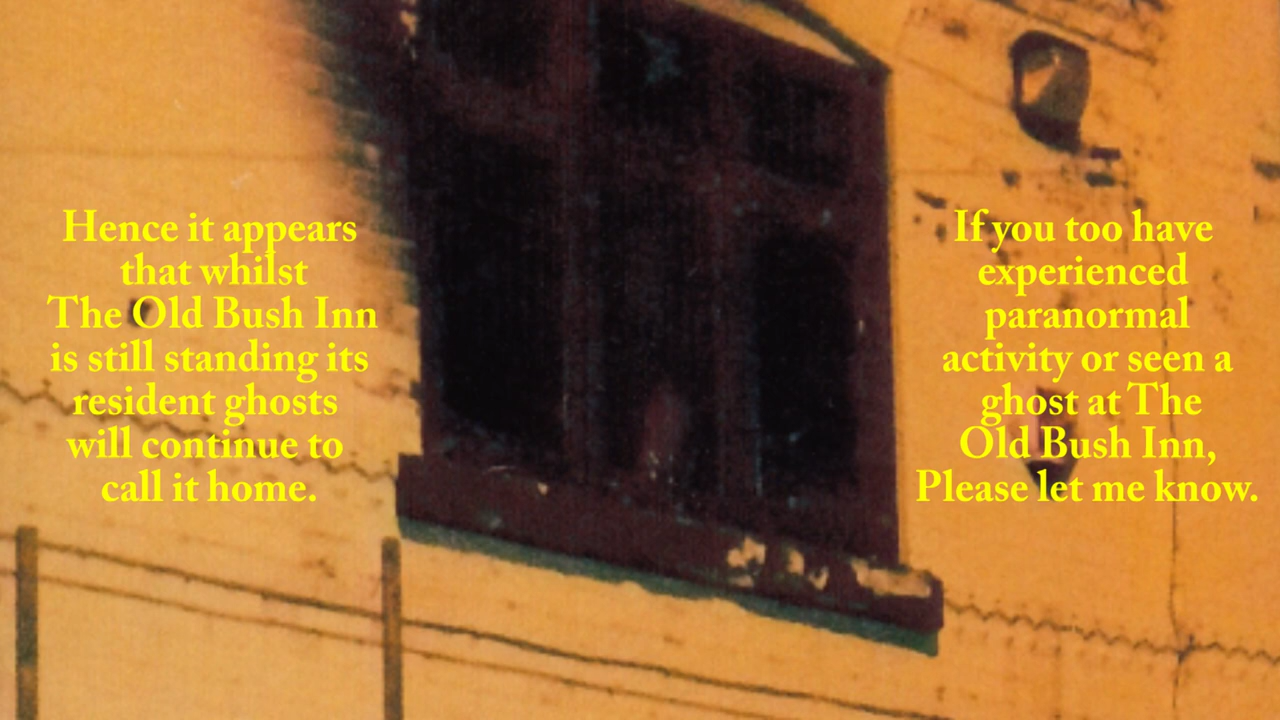 Hence it appears
that whilst
The Old Bush Inn
is still standing its
resident ghosts
will continue to
call it home.
If you too have
experienced
paranormal
activity or seen a
ghost at The
Old Bush Inn,
Please let me know.